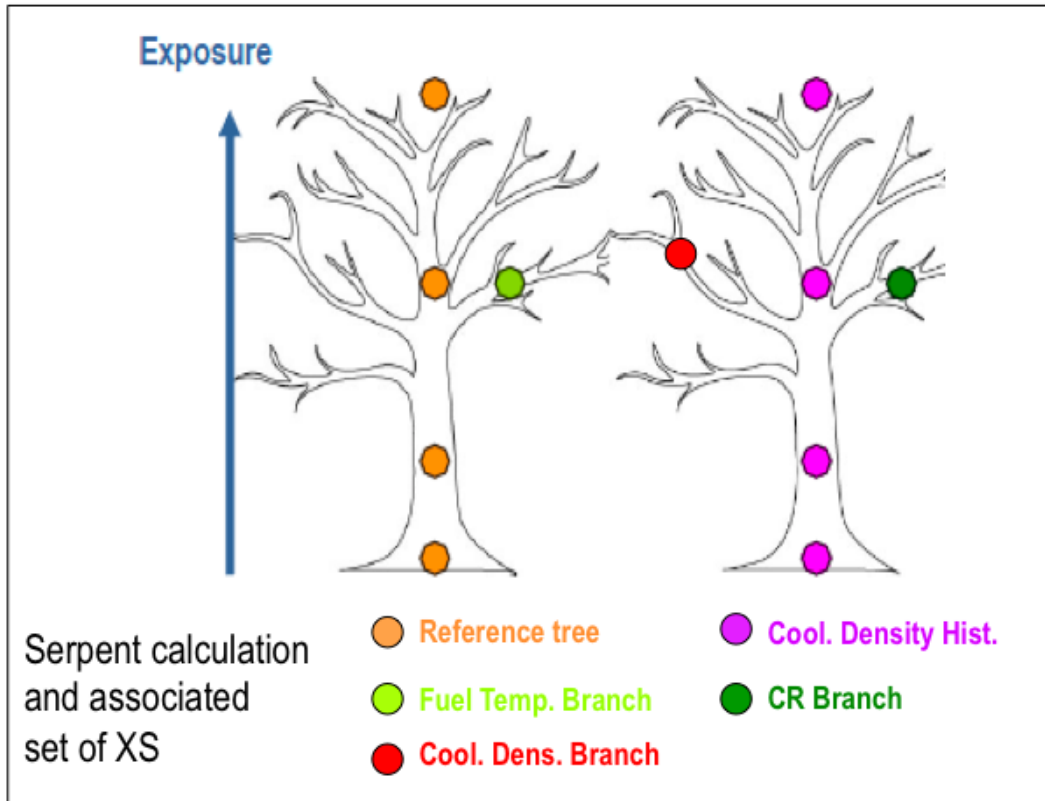 Exposure
Serpent calculation
and associated
set of XS
Reference tree
Fuel Temp. Branch
Cool. Dens. Branch
Cool. Density Hist.
CR Branch